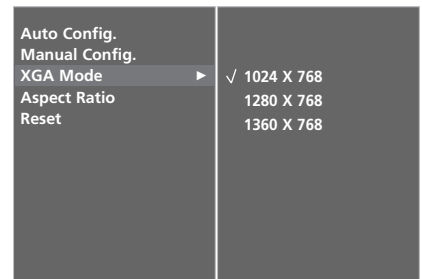 Auto Config.
Manual Config.
XGA Mode ►
Aspect Ratio
Reset
√ 1024 X 768
1280 X 768
1360 X 768